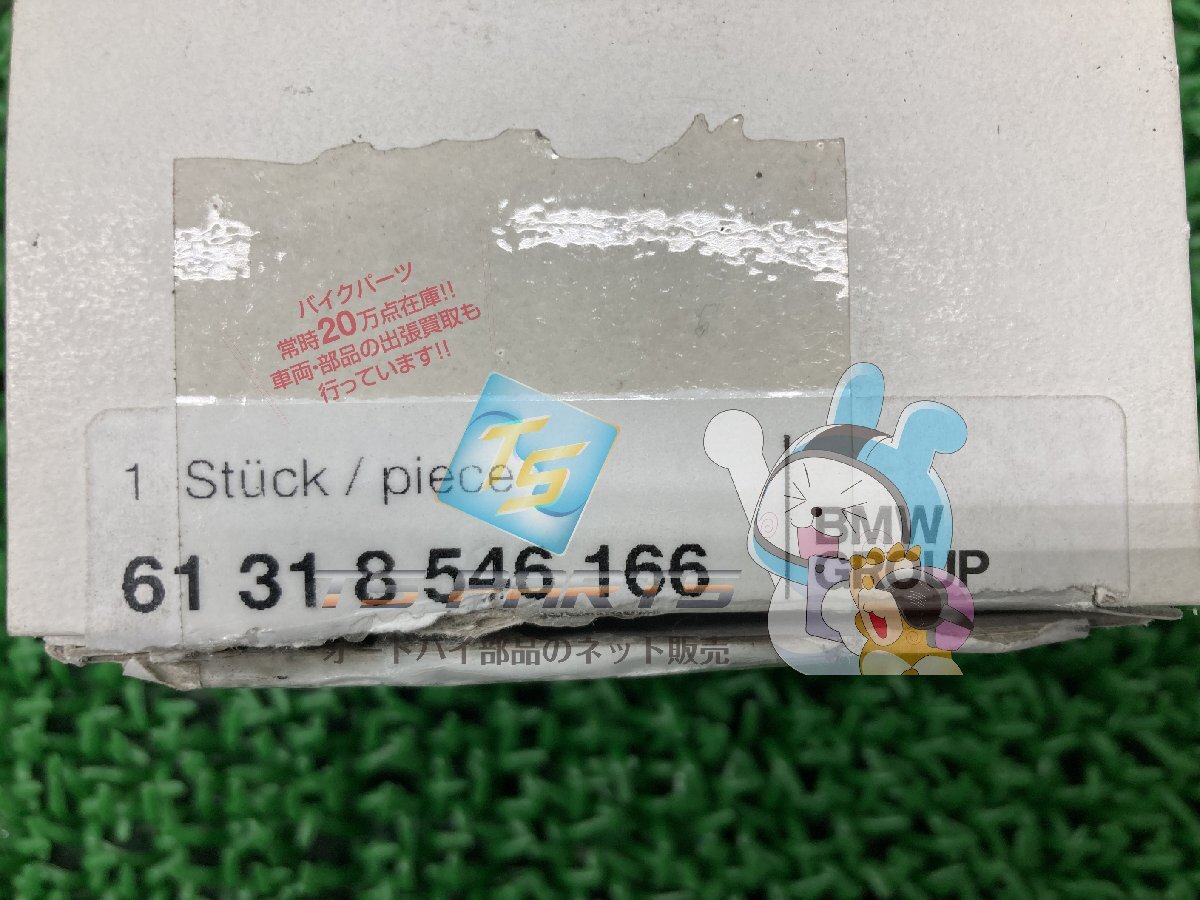 バイクパーツ
常時20万点在庫!!
車両・部品の出張買取も
行っています!!
TS
1 Stück / piece
61 31 8 546 166
BMW
GROUP
TS PARTS
オートバイ部品のネット販売